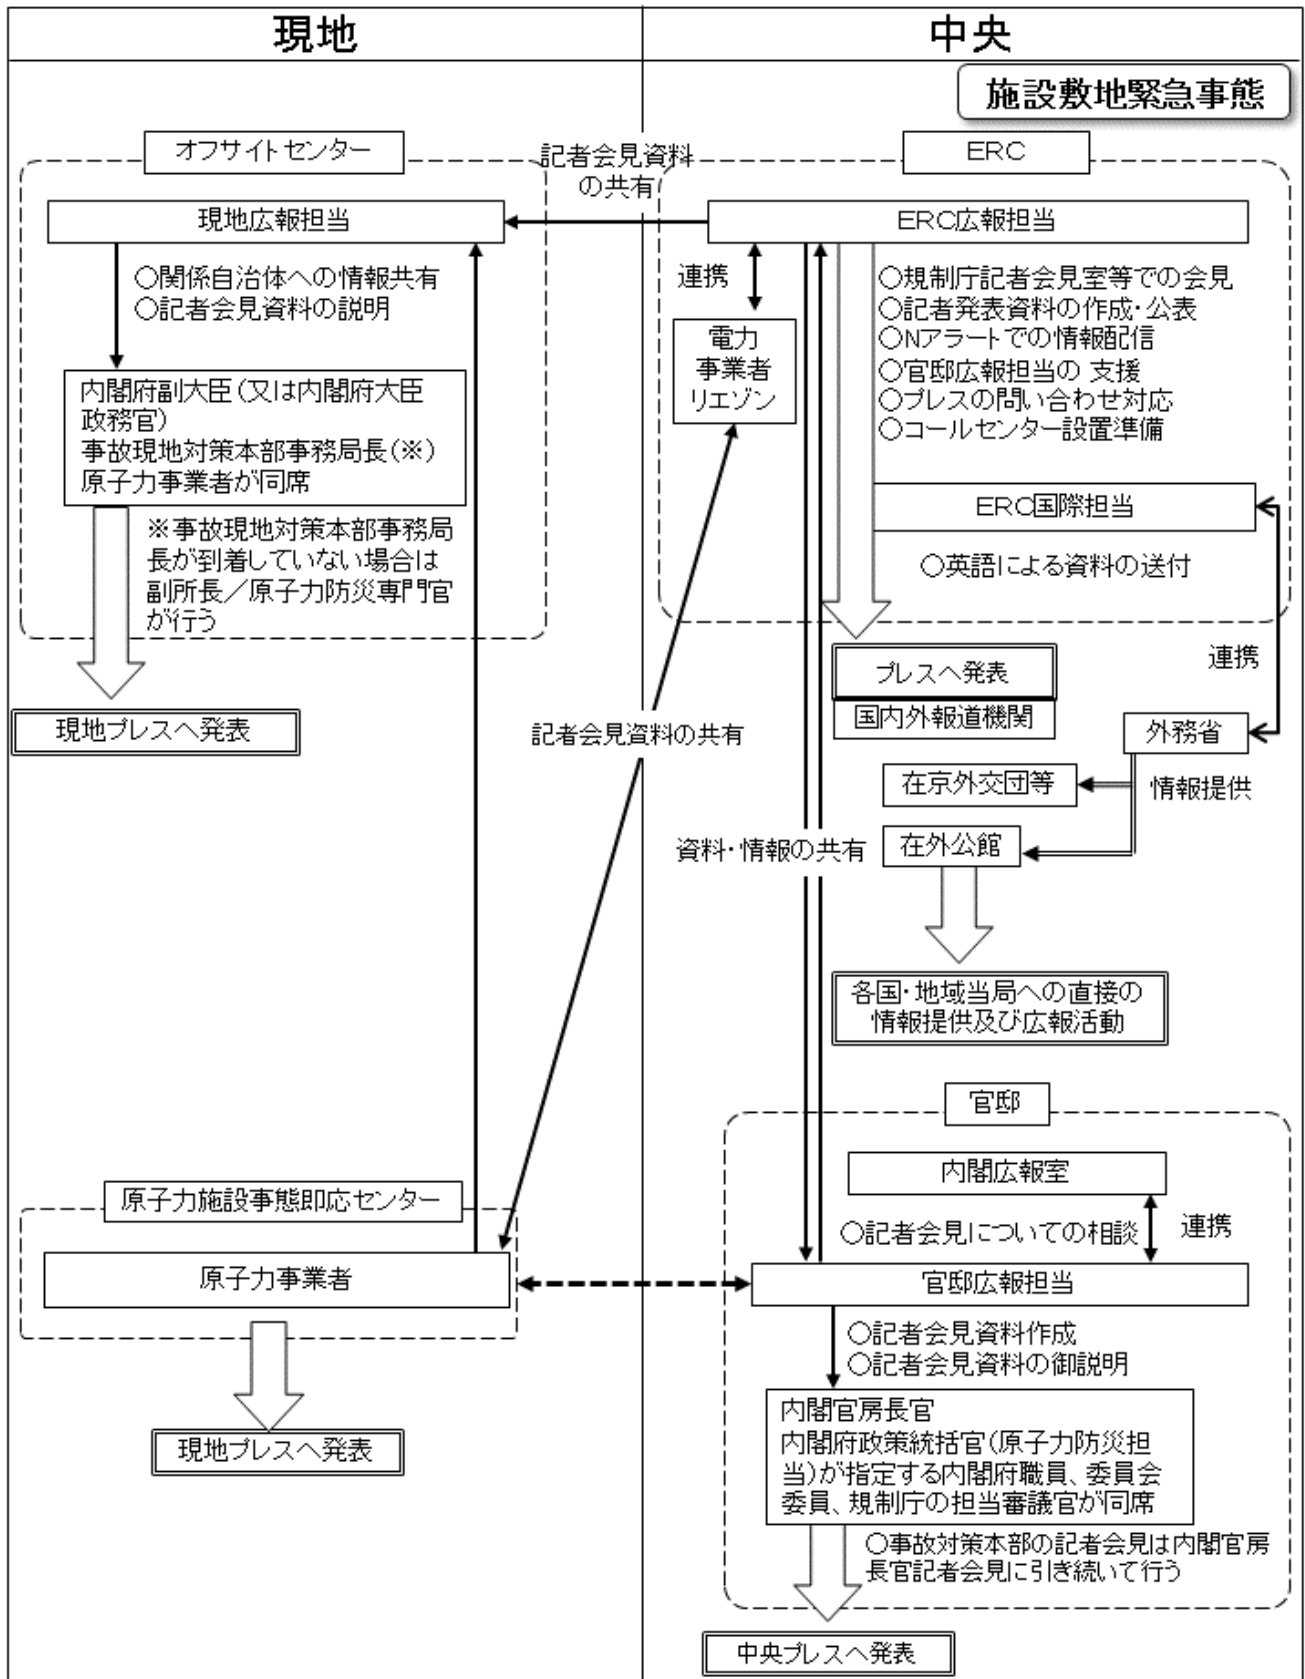 現地
中央
施設敷地緊急事態
オフサイトセンター
記者会見資料
の共有
ERC
現地広報担当
ERC広報担当
○関係自治体への情報共有
○記者会見資料の説明
連携
○規制庁記者会見室等での会見
○記者発表資料の作成・公表
○Nアラートでの情報配信
○官邸広報担当の 支援
○プレスの問い合わせ対応
○コールセンター設置準備
電力
事業者
リエゾン
内閣府副大臣(又は内閣府大臣
政務官)
事故現地対策本部事務局長(※)
原子力事業者が同席
※事故現地対策本部事務局
長が到着していない場合は
副所長/原子力防災専門官
が行う
ERC国際担当
○英語による資料の送付
連携
プレスへ発表
国内外報道機関
現地プレスへ発表
記者会見資料の共有
外務省
在京外交団等
情報提供
資料・情報の共有
在外公館
各国・地域当局への直接の
情報提供及び広報活動
官邸
内閣広報室
原子力施設事態即応センター
○記者会見についての相談
連携
原子力事業者
官邸広報担当
○記者会見資料作成
○記者会見資料の御説明
内閣官房長官
内閣府政策統括官(原子力防災担
当)が指定する内閣府職員、委員会
委員、規制庁の担当審議官が同席
現地プレスへ発表
○事故対策本部の記者会見は内閣官房
長官記者会見に引き続いて行う
中央プレスへ発表